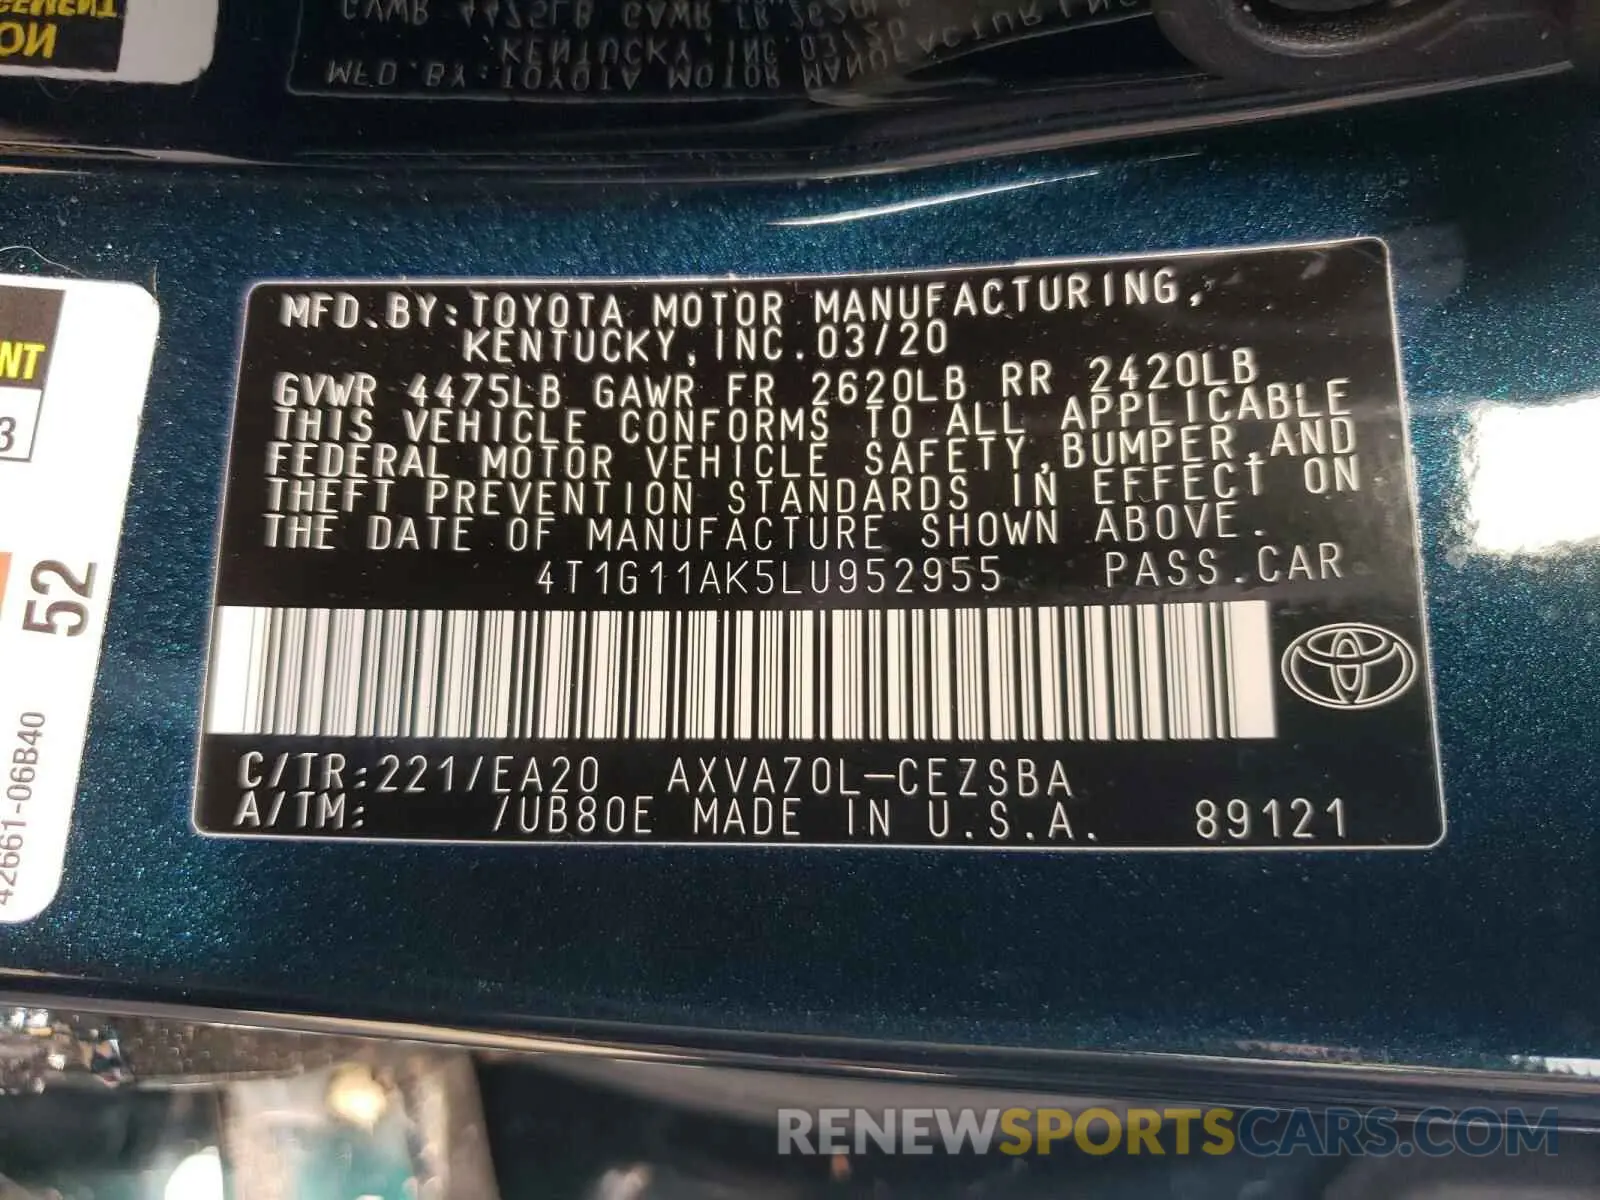 MFD.BY:TOYOTA MOTOR MANUFACTURING,
KENTUCKY,INC.03/20
GVWR 4475LB GAWR FR 2620LB RR 2420LB
THIS VEHICLE CONFORMS TO ALL APPLICABLE
FEDERAL MOTOR VEHICLE SAFETY,BUMPER,AND
THEFT PREVENTION STANDARDS IN EFFECT ON
THE DATE OF MANUFACTURE SHOWN ABOVE.
4T1G11AK5LU952955 PASS.CAR
C/TR:221/EA20 AXVA70L-CEZSBA
A/TM: /UB80E MADE IN U.S.A. 89121
52
42661-06B40
RENEWSPORTSCARS.COM